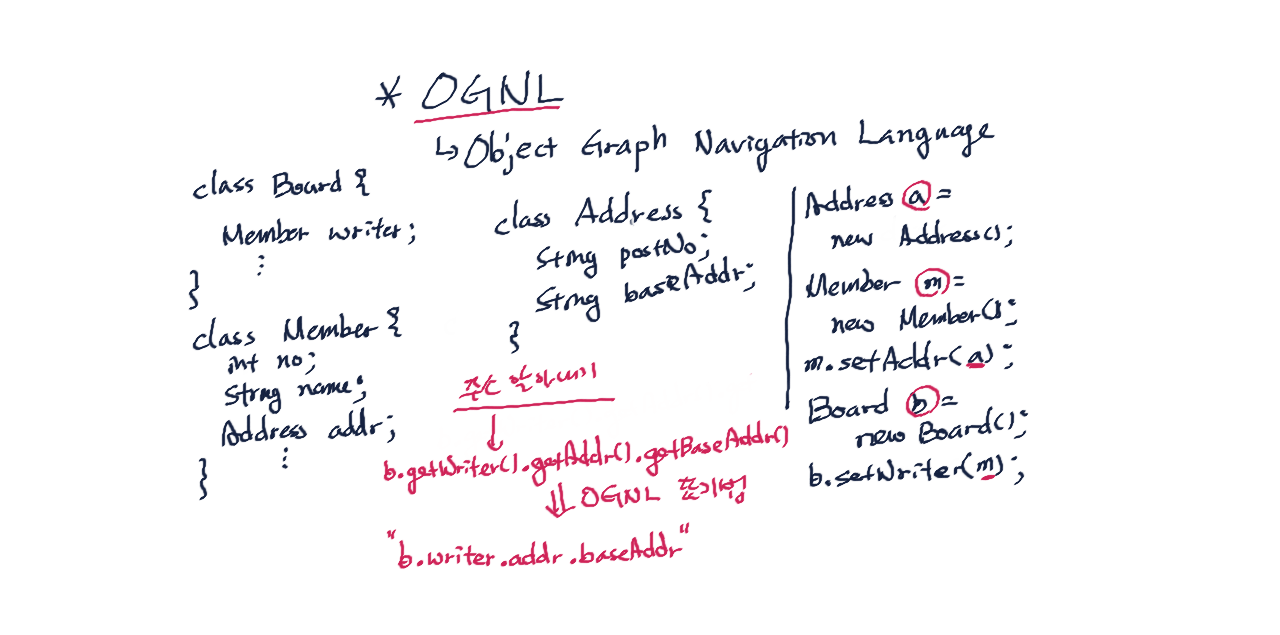 * OGNL
↳ Object Graph Navigation Language
class Board {
Member writer;
⋮
}
class Member {
int no;
String name;
Address addr;
⋮
}
class Address {
String postNo;
String baseAddr;
}
주소 알아내기
↓
b.getWriter().getAddr().getBaseAddr()
⇓ OGNL 표기법
"b.writer.addr.baseAddr"
Address a =
new Address();
Member m =
new Member();
m.setAddr(a);
Board b =
new Board();
b.setWriter(m);